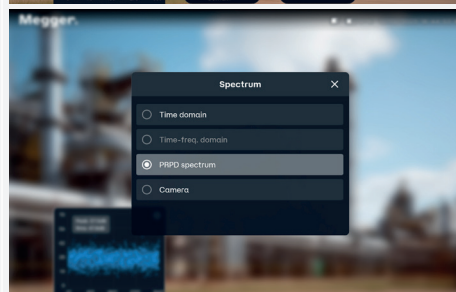 Megger.
Spectrum
Time domain
Time-freq. domain
PRPD spectrum
Camera